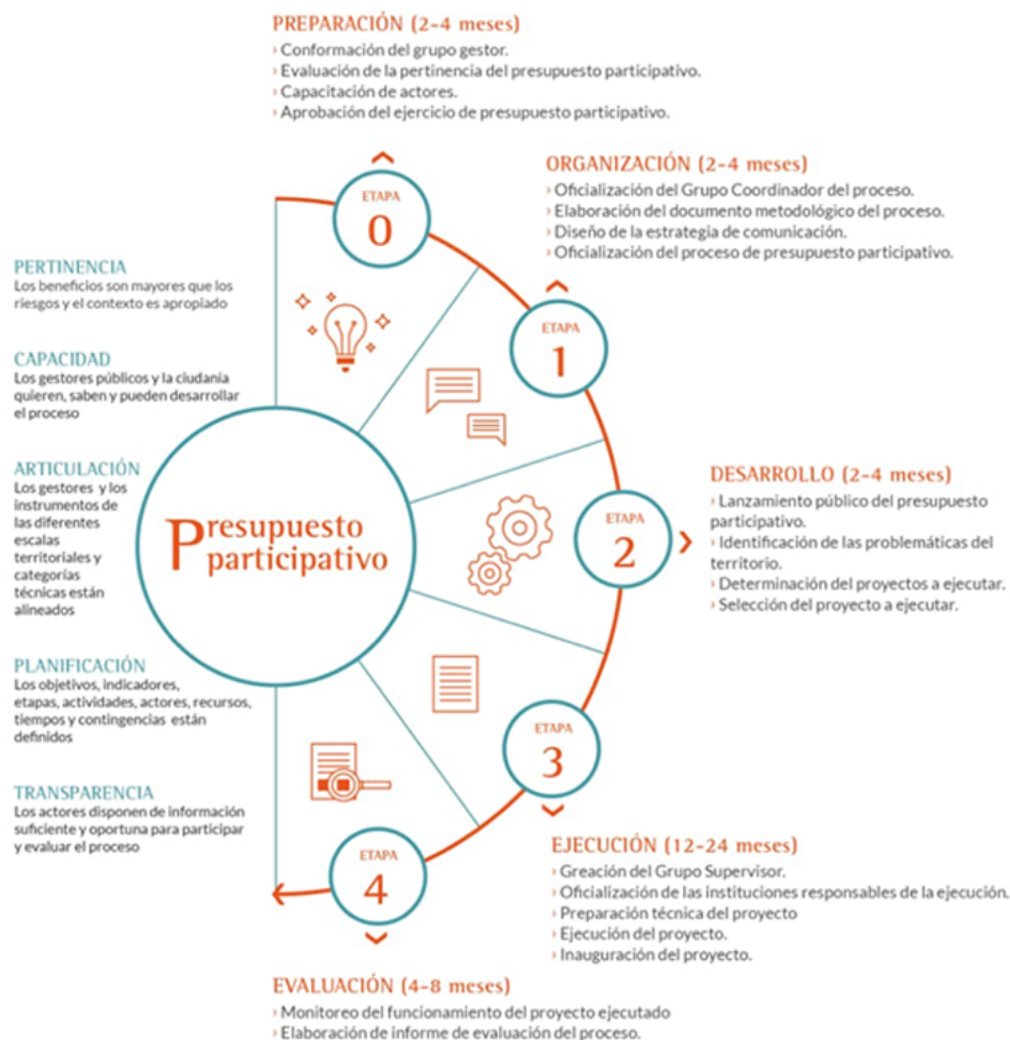 PREPARACIÓN (2-4 meses)
› Conformación del grupo gestor.
› Evaluación de la pertinencia del presupuesto participativo.
› Capacitación de actores.
› Aprobación del ejercicio de presupuesto participativo.
ETAPA
0
ORGANIZACIÓN (2-4 meses)
› Oficialización del Grupo Coordinador del proceso.
› Elaboración del documento metodológico del proceso.
› Diseño de la estrategia de comunicación.
› Oficialización del proceso de presupuesto participativo.
ETAPA
1
DESARROLLO (2-4 meses)
› Lanzamiento público del presupuesto
participativo.
› Identificación de las problemáticas del
territorio.
› Determinación del proyectos a ejecutar.
› Selección del proyecto a ejecutar.
ETAPA
2
ETAPA
3
EJECUCIÓN (12-24 meses)
› Greación del Grupo Supervisor.
› Oficialización de las instituciones responsables de la ejecución.
› Preparación técnica del proyecto
› Ejecución del proyecto.
› Inauguración del proyecto.
ETAPA
4
EVALUACIÓN (4-8 meses)
› Monitoreo del funcionamiento del proyecto ejecutado
› Elaboración de informe de evaluación del proceso.
Presupuesto
participativo
PERTINENCIA
Los beneficios son mayores que los
riesgos y el contexto es apropiado
CAPACIDAD
Los gestores públicos y la ciudanía
quieren, saben y pueden desarrollar
el proceso
ARTICULACIÓN
Los gestores y los
instrumentos de
las diferentes
escalas
territoriales y
categorías
técnicas están
alineados
PLANIFICACIÓN
Los objetivos, indicadores,
etapas, actividades, actores, recursos,
tiempos y contingencias están
definidos
TRANSPARENCIA
Los actores disponen de información
suficiente y oportuna para participar
y evaluar el proceso